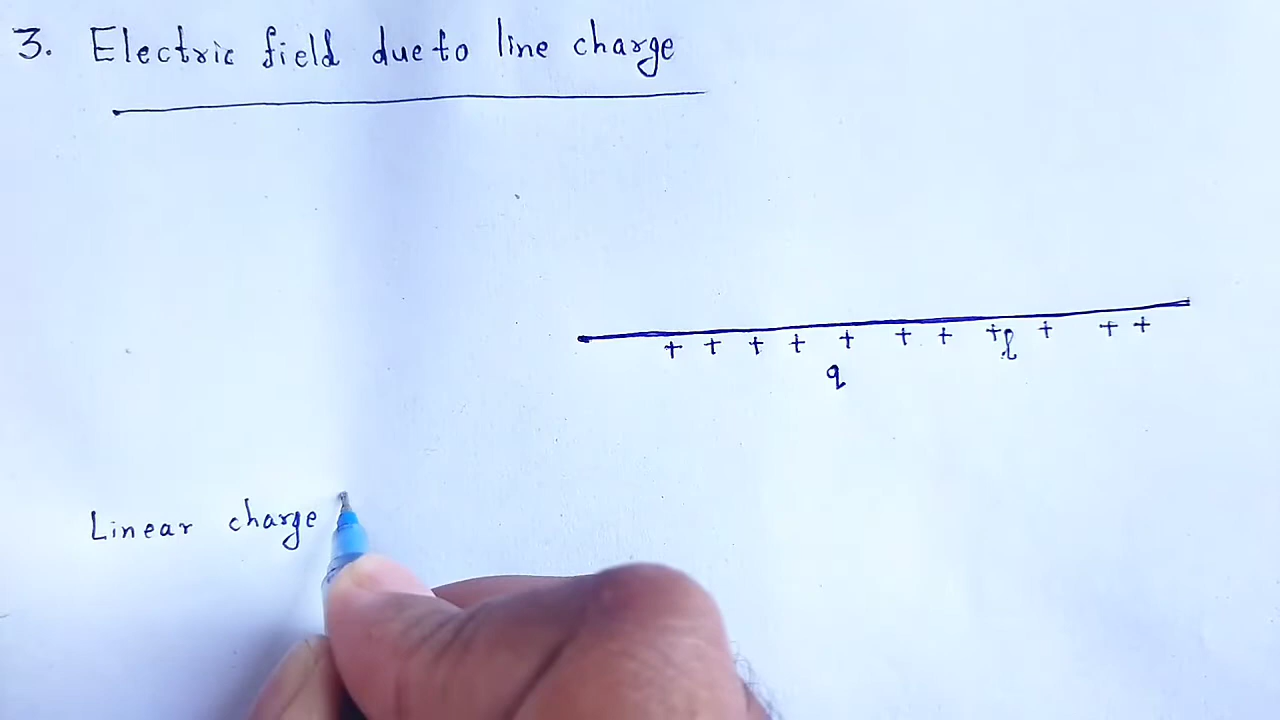 3. Electric field due to line charge
+ + + + + + + + + + +
l
q
Linear charge